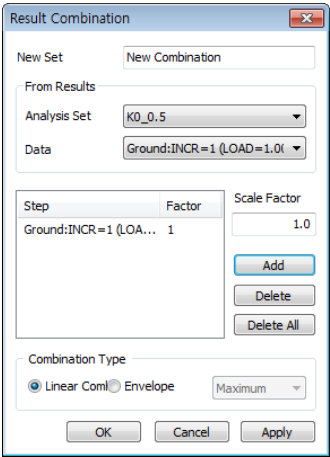 Result Combination
New Set New Combination
From Results
Analysis Set K0_0.5
Data Ground:INCR=1 (LOAD=1.0(
Step Factor Scale Factor
Ground:INCR=1 (LOA... 1 1.0
Add
Delete
Delete All
Combination Type
Linear Coml Envelope Maximum
OK Cancel Apply